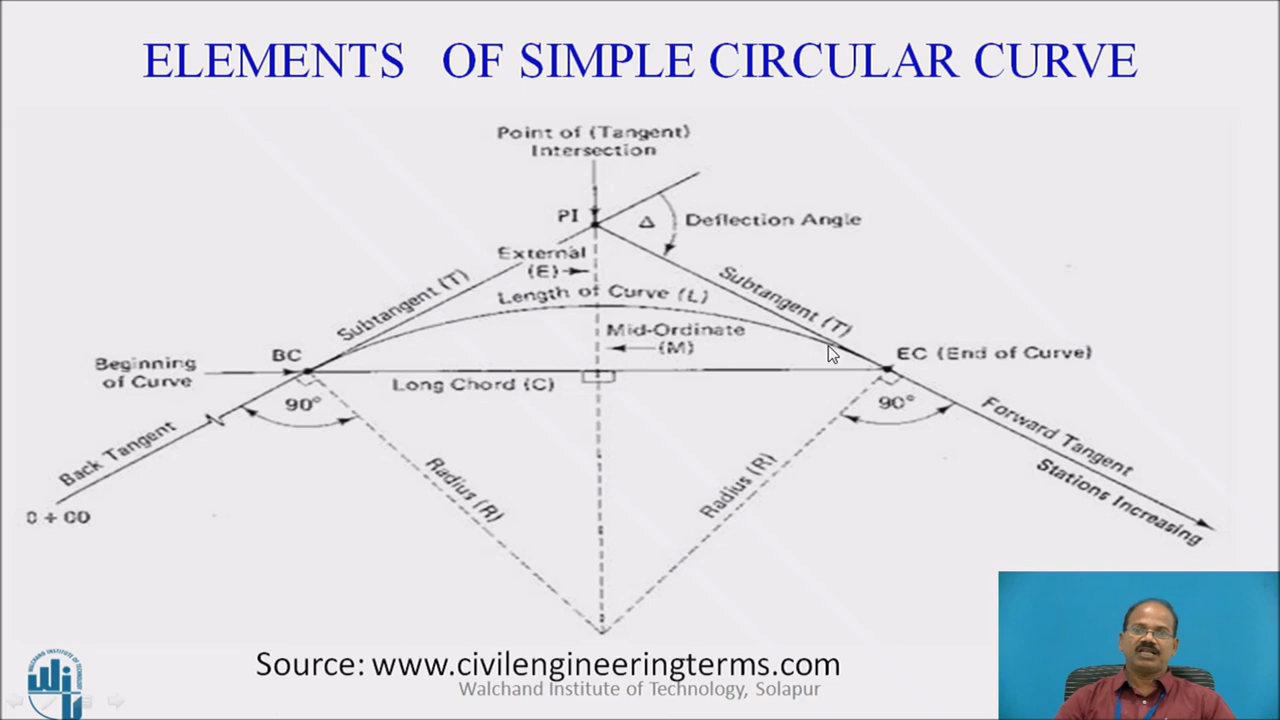 ELEMENTS OF SIMPLE CIRCULAR CURVE
Point of (Tangent)
Intersection
PI
Δ
Deflection Angle
External
(E)
Subtangent (T)
Subtangent (T)
Length of Curve (L)
Mid-Ordinate
(M)
BC
EC (End of Curve)
Beginning
of Curve
Long Chord (C)
90°
90°
Back Tangent
Forward Tangent
Radius (R)
Radius (R)
Stations Increasing
0 + 00
Source: www.civilengineeringterms.com
Walchand Institute of Technology, Solapur